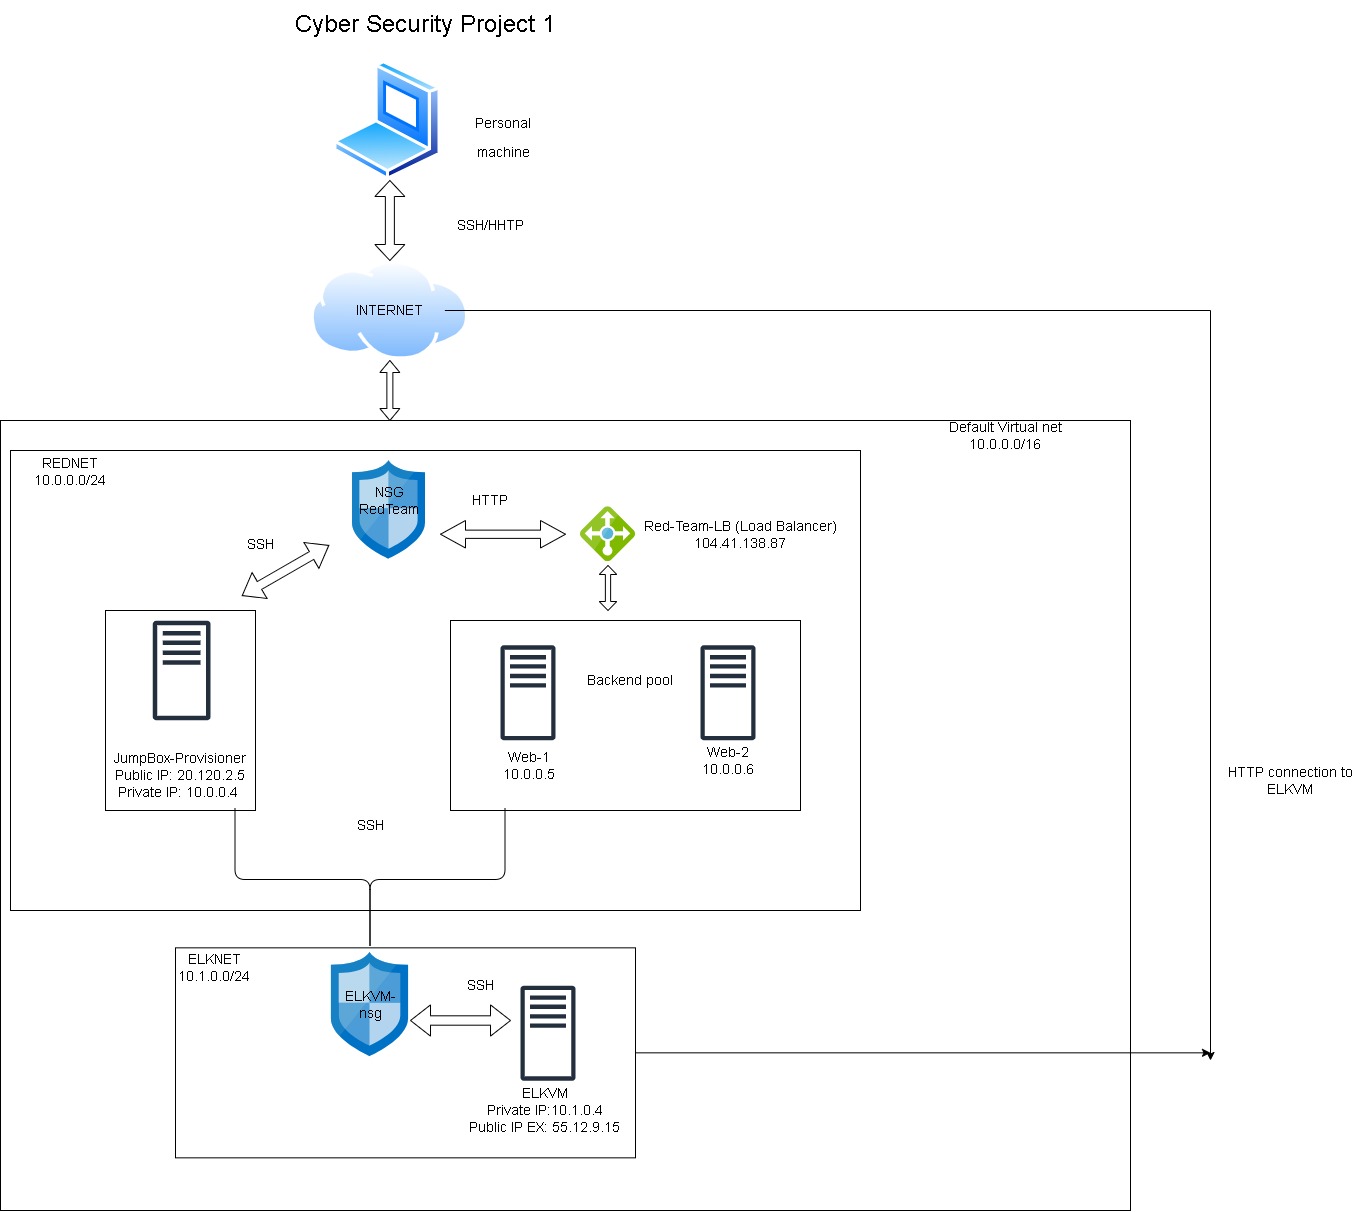 Cyber Security Project 1
Personal
machine
SSH/HHTP
INTERNET
Default Virtual net
10.0.0.0/16
REDNET
10.0.0.0/24
NSG
RedTeam
HTTP
Red-Team-LB (Load Balancer)
104.41.138.87
SSH
Backend pool
JumpBox-Provisioner
Public IP: 20.120.2.5
Private IP: 10.0.0.4
Web-1
10.0.0.5
Web-2
10.0.0.6
HTTP connection to
ELKVM
SSH
ELKNET
10.1.0.0/24
ELKVM-
nsg
SSH
ELKVM
Private IP:10.1.0.4
Public IP EX: 55.12.9.15